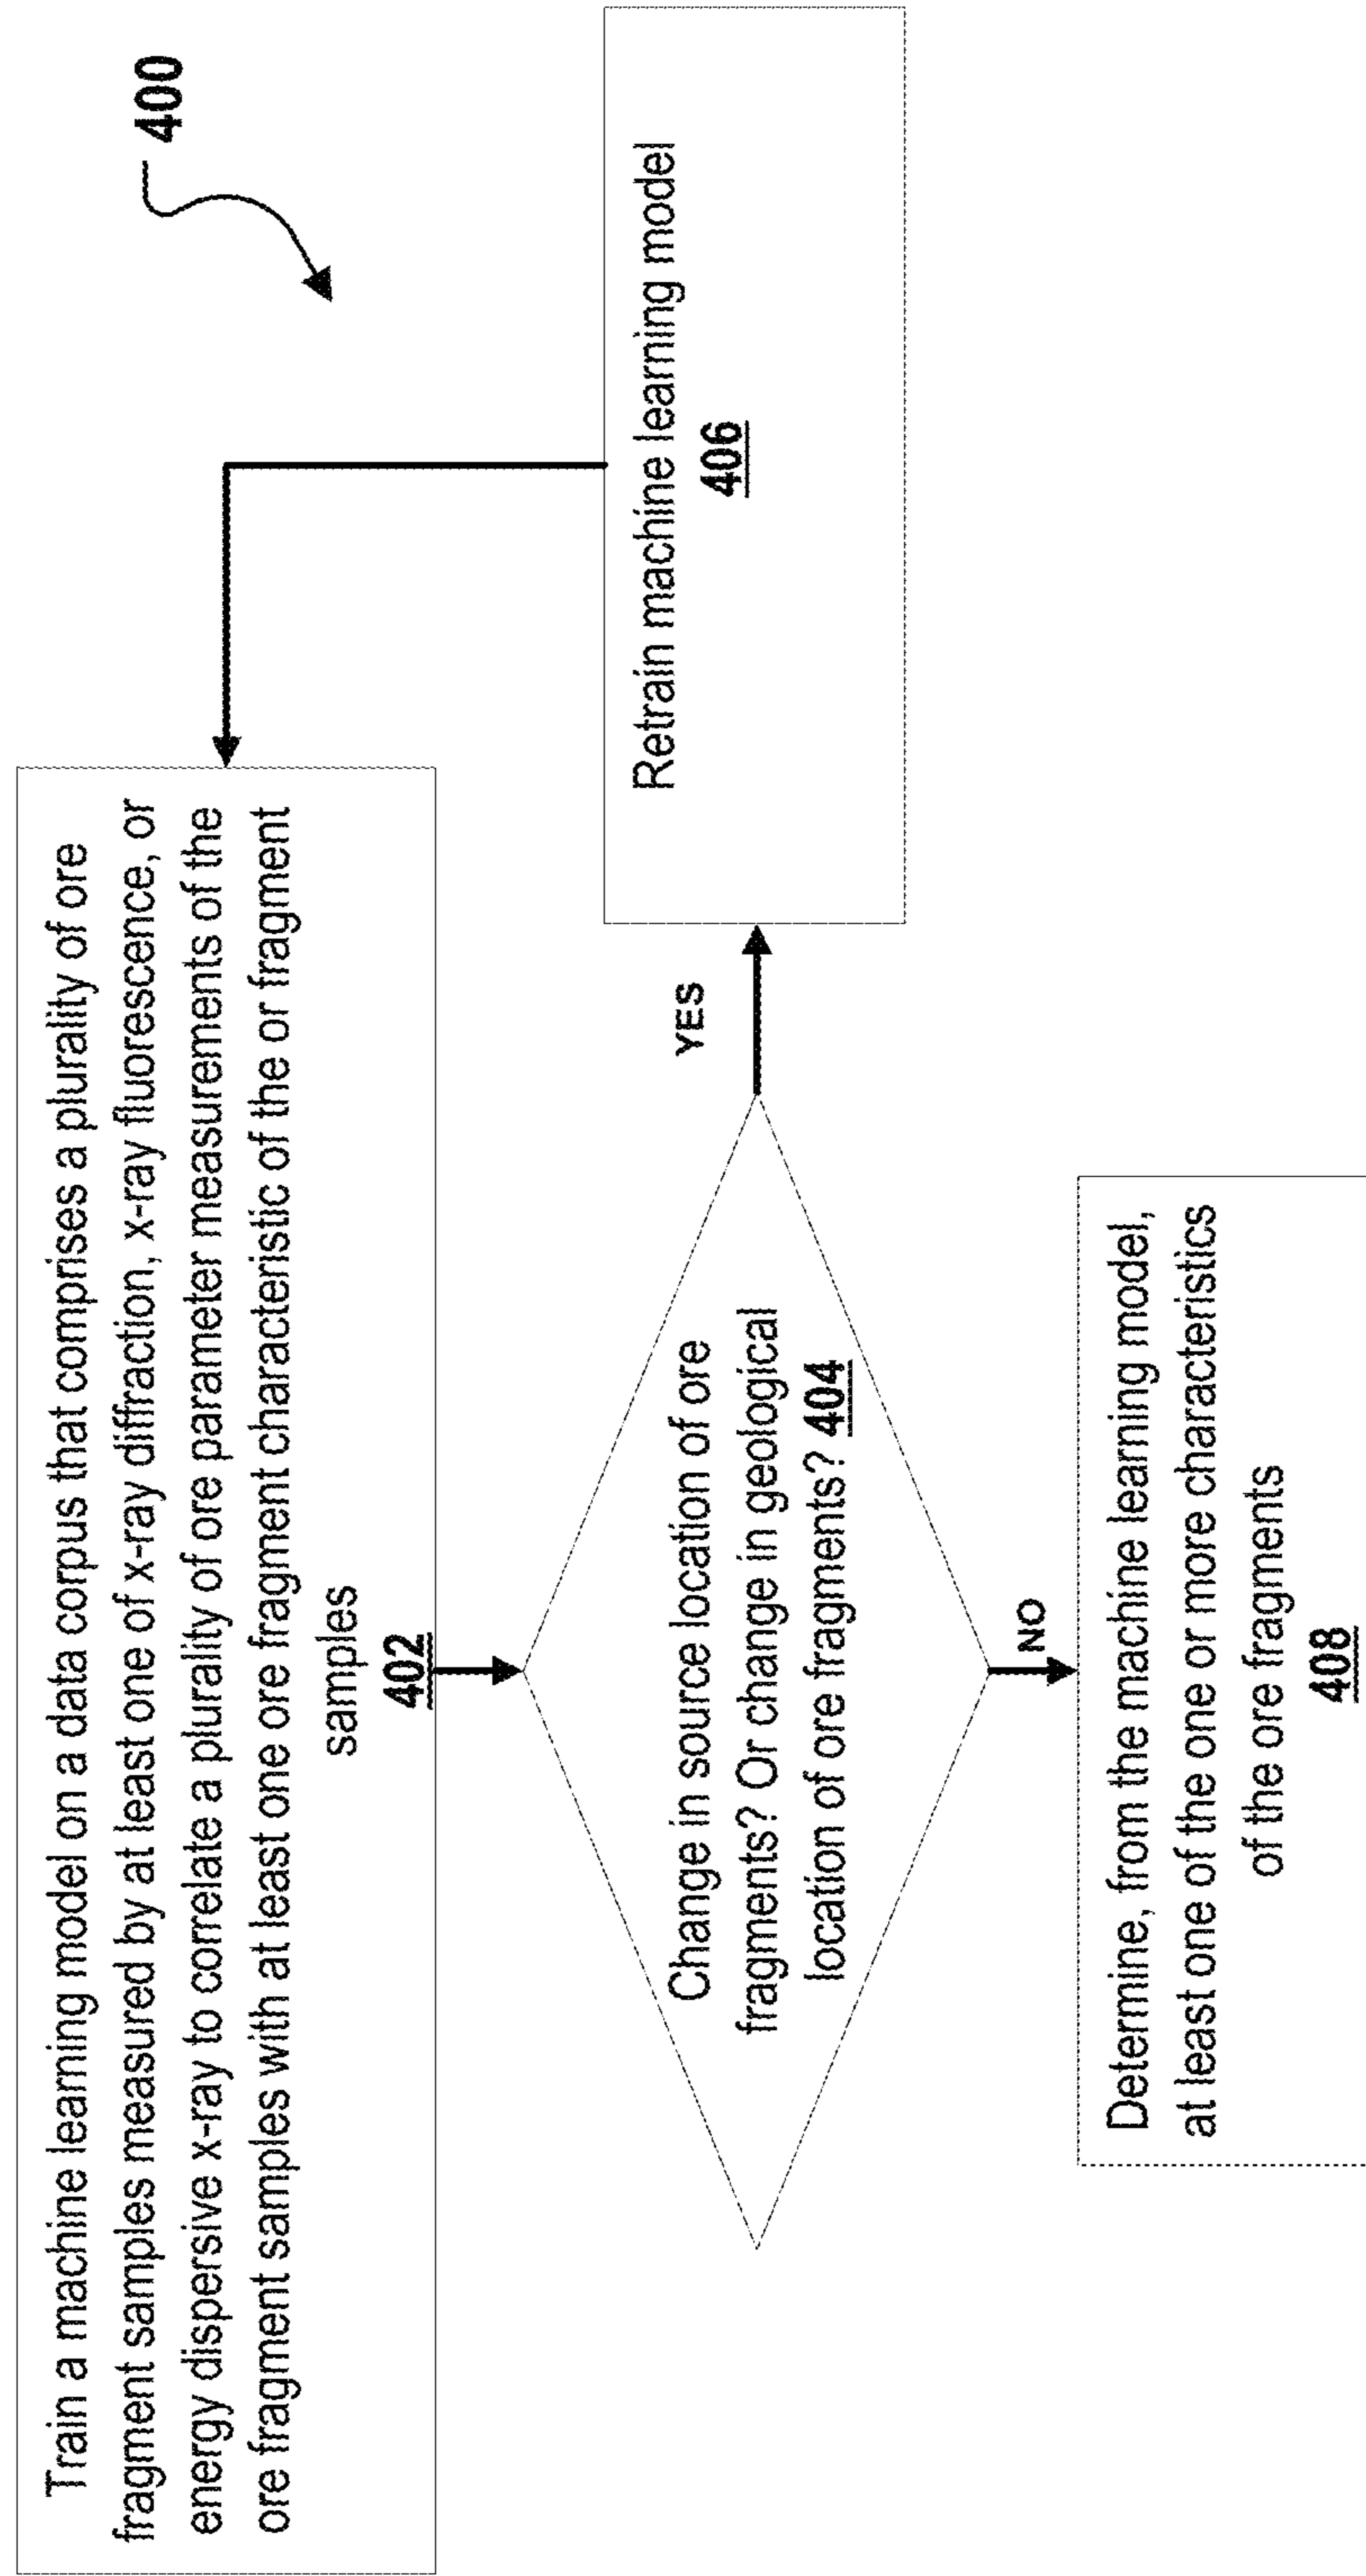 400
Train a machine learning model on a data corpus that comprises a plurality of ore
fragment samples measured by at least one of x-ray diffraction, x-ray fluorescence, or
energy dispersive x-ray to correlate a plurality of ore parameter measurements of the
ore fragment samples with at least one ore fragment characteristic of the or fragment
samples
402
Change in source location of ore
fragments? Or change in geological
location of ore fragments? 404
YES
Retrain machine learning model
406
NO
Determine, from the machine learning model,
at least one of the one or more characteristics
of the ore fragments
408